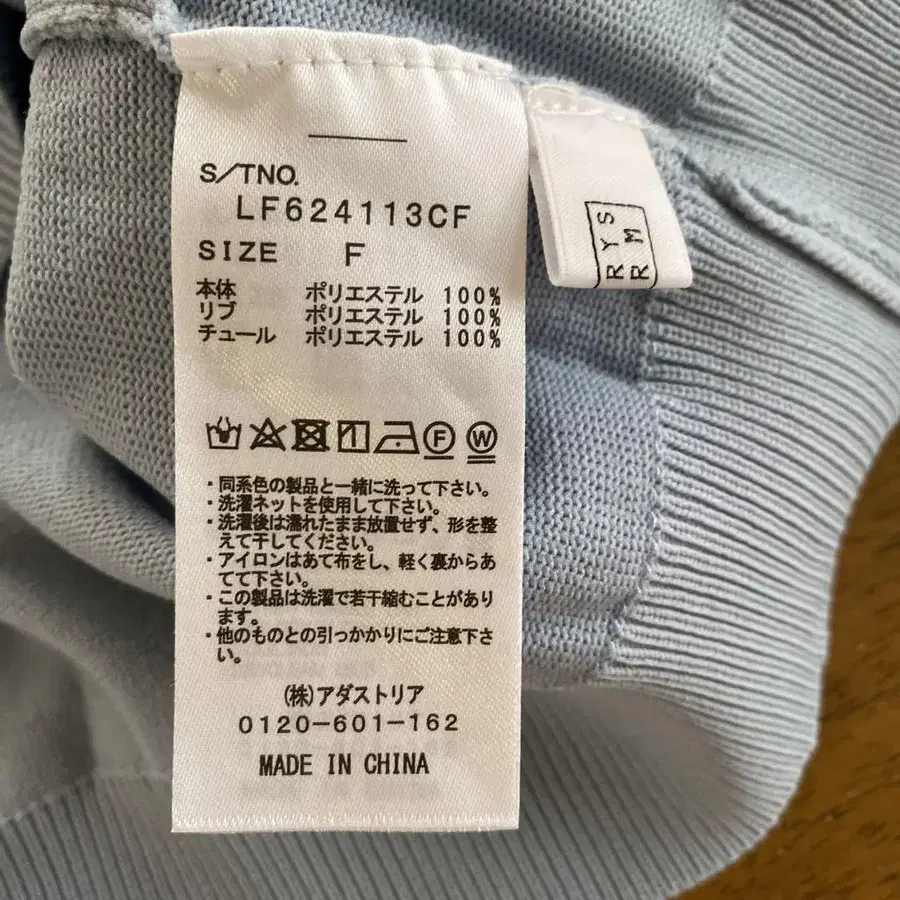 S/TNO.
LF624113CF
SIZE F
本体 ポリエステル 100%
リブ ポリエステル 100%
チュール ポリエステル 100%
1 F W
・同系色の製品と一緒に洗って下さい。
・洗濯ネットを使用して下さい。
・洗濯後は濡れたまま放置せず、形を整
えて干してください。
・アイロンはあて布をし、軽く裏からあ
てて下さい。
・この製品は洗濯で若干縮むことがあり
ます。
・他のものとの引っかかりにご注意下さ
い。
(株)アダストリア
0120-601-162
MADE IN CHINA
RYS
RM